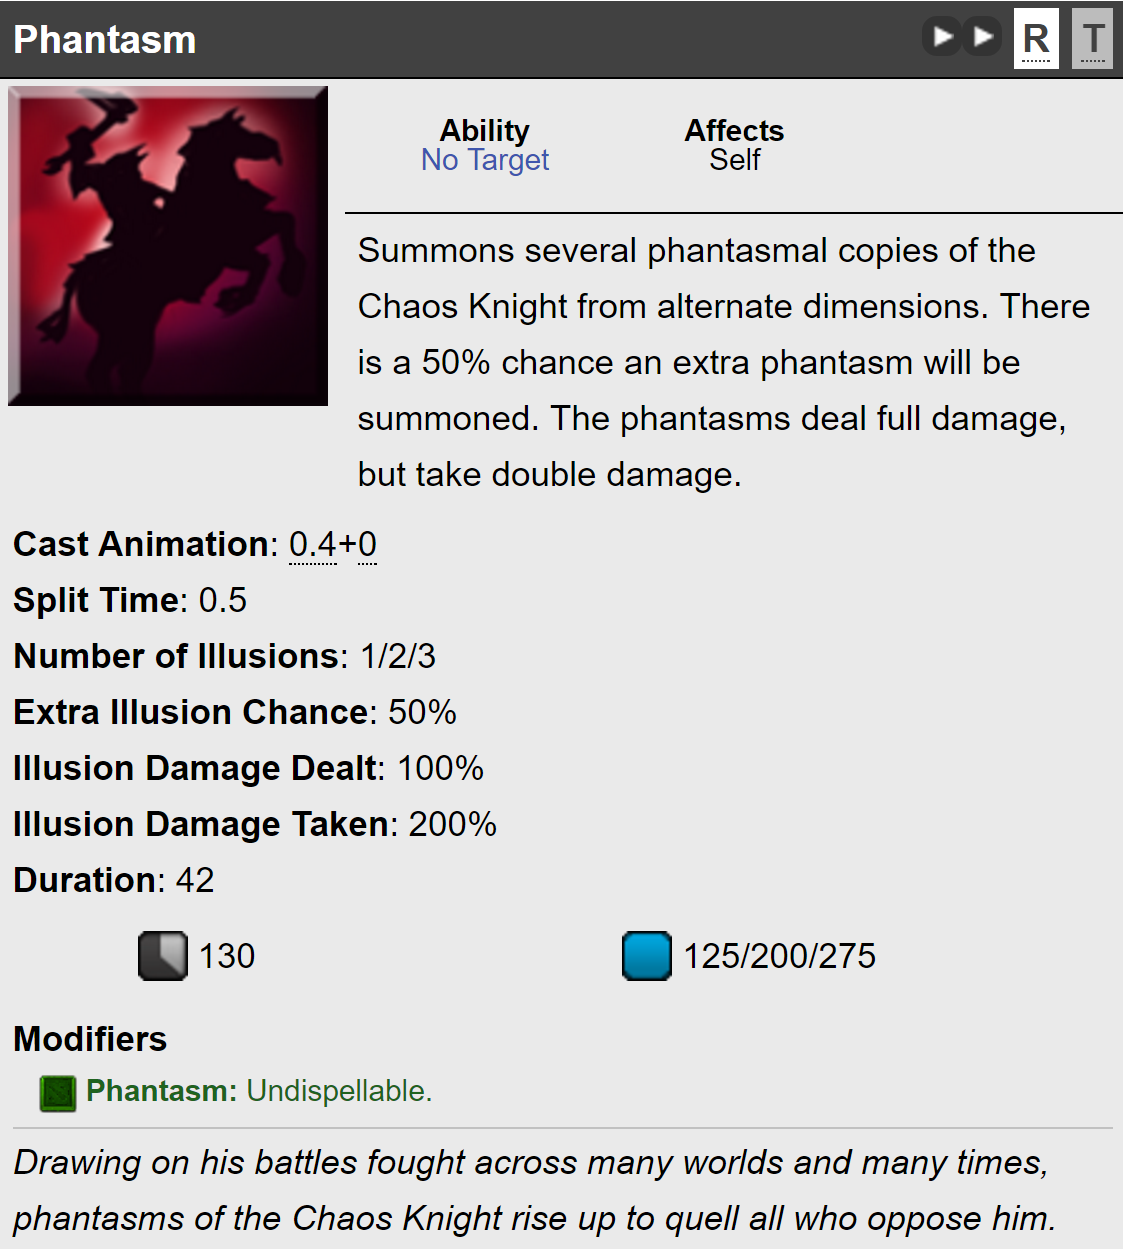 Phantasm
R T
Ability
No Target
Affects
Self
Summons several phantasmal copies of the
Chaos Knight from alternate dimensions. There
is a 50% chance an extra phantasm will be
summoned. The phantasms deal full damage,
but take double damage.
Cast Animation: 0.4+0
Split Time: 0.5
Number of Illusions: 1/2/3
Extra Illusion Chance: 50%
Illusion Damage Dealt: 100%
Illusion Damage Taken: 200%
Duration: 42
130
125/200/275
Modifiers
Phantasm: Undispellable.
Drawing on his battles fought across many worlds and many times,
phantasms of the Chaos Knight rise up to quell all who oppose him.